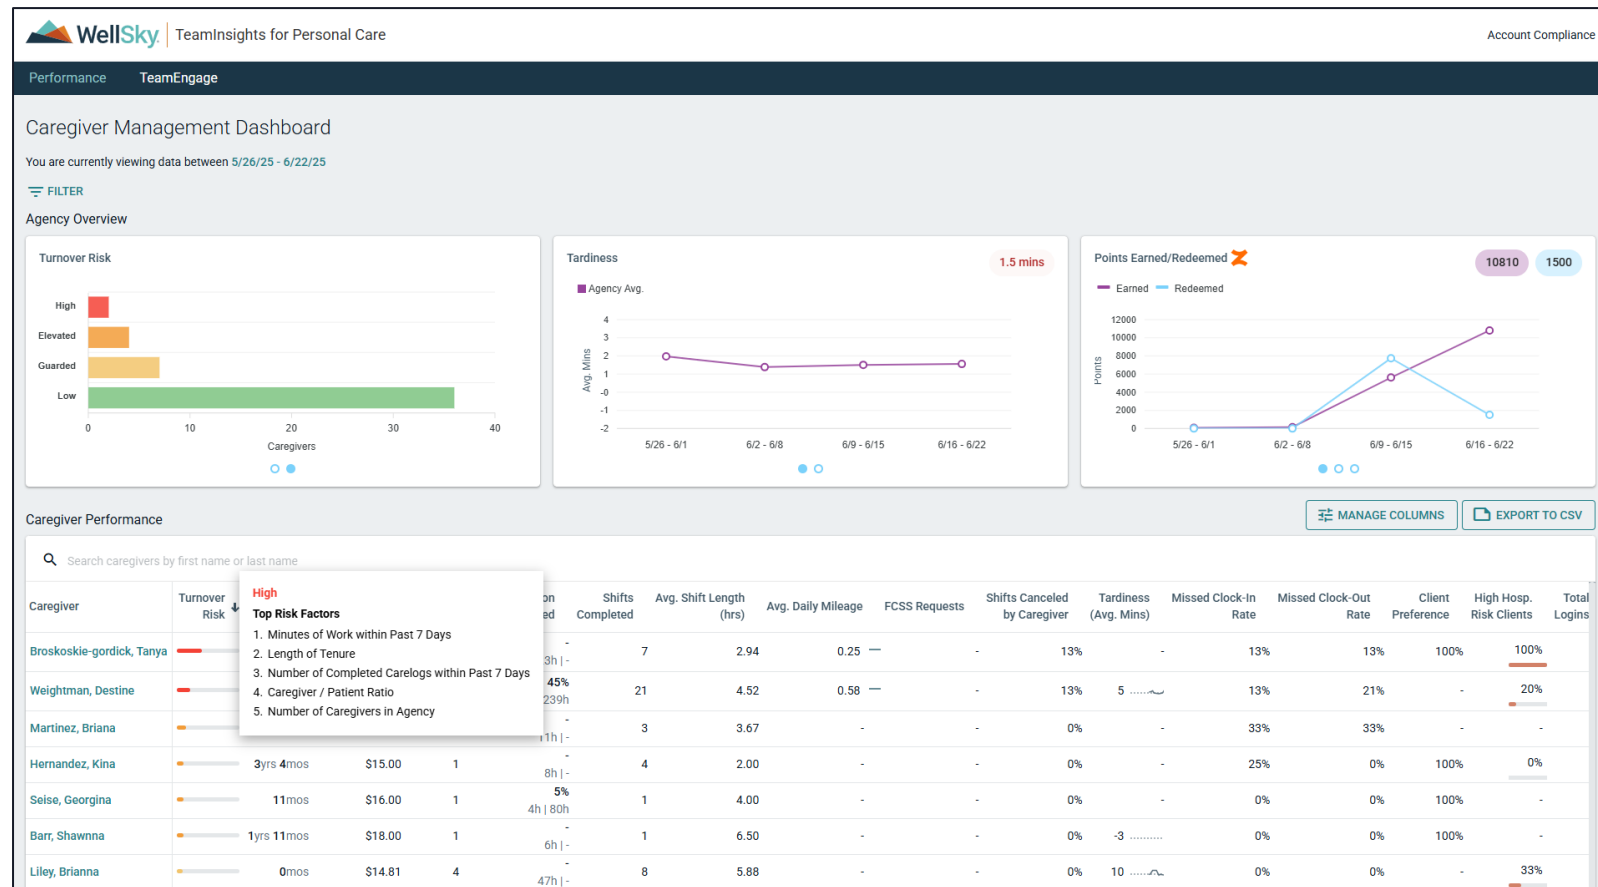 WellSky. TeamInsights for Personal Care
Account Compliance
Performance TeamEngage
Caregiver Management Dashboard
You are currently viewing data between 5/26/25 - 6/22/25
FILTER
Agency Overview
Turnover Risk
High
Elevated
Guarded
Low
0 10 20 30 40
Caregivers
Tardiness
1.5 mins
Agency Avg.
Avg. Mins
4
3
2
1
-0
-1
-2
5/26 - 6/1 6/2 - 6/8 6/9 - 6/15 6/16 - 6/22
Points Earned/Redeemed
10810 1500
Earned Redeemed
Points
12000
10000
8000
6000
4000
2000
0
5/26 - 6/1 6/2 - 6/8 6/9 - 6/15 6/16 - 6/22
Caregiver Performance
MANAGE COLUMNS EXPORT TO CSV
Search caregivers by first name or last name
Caregiver
Turnover
Risk
High
Top Risk Factors
1. Minutes of Work within Past 7 Days
2. Length of Tenure
3. Number of Completed Carelogs within Past 7 Days
4. Caregiver / Patient Ratio
5. Number of Caregivers in Agency
on
ed
Shifts
Completed
Avg. Shift Length
(hrs)
Avg. Daily Mileage
FCSS Requests
Shifts Canceled
by Caregiver
Tardiness
(Avg. Mins)
Missed Clock-In
Rate
Missed Clock-Out
Rate
Client
Preference
High Hosp.
Risk Clients
Total
Logins
Broskoskie-gordick, Tanya - 3h | - 7 2.94 0.25 - 13% - 13% 13% 100% 100%
Weightman, Destine 45% 239h 21 4.52 0.58 - 13% 5 13% 21% - 20%
Martinez, Briana - 1h | - 3 3.67 - - 0% - 33% 33% - -
Hernandez, Kina 3yrs 4mos $15.00 1 - 8h | - 4 2.00 - - 0% - 25% 0% 100% 0%
Seise, Georgina 11mos $16.00 1 5% 4h | 80h 1 4.00 - - 0% - 0% 0% 100% -
Barr, Shawnna 1yrs 11mos $18.00 1 - 6h | - 1 6.50 - - 0% -3 0% 0% 100% -
Liley, Brianna 0mos $14.81 4 - 47h | - 8 5.88 - - 0% 10 0% 0% - 33%